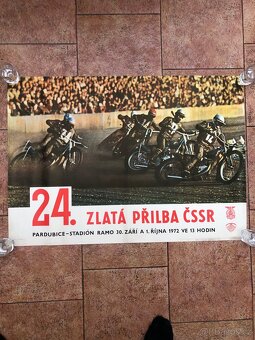 24. ZLATÁ PŘILBA ČSSR
PARDUBICE–STADIÓN RAMO 30. ZÁŘÍ A 1. ŘÍJNA 1972 VE 13 HODIN